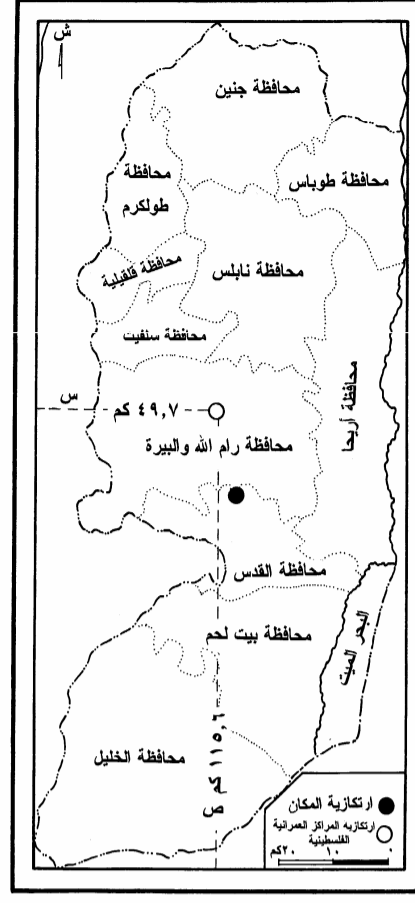 ش
محافظة جنين
محافظة
طولكرم
محافظة طوباس
محافظة قلقيلية
محافظة نابلس
محافظة سلفيت
محافظة أريحا
س
٤٩,٧ كم
محافظة رام الله والبيرة
محافظة القدس
محافظة بيت لحم
البحر الميت
محافظة الخليل
ص ١١٥,٦ كم
ارتكازية المكان
ارتكازية المراكز العمرانية
الفلسطينية
٠ ١٠ ٢٠كم